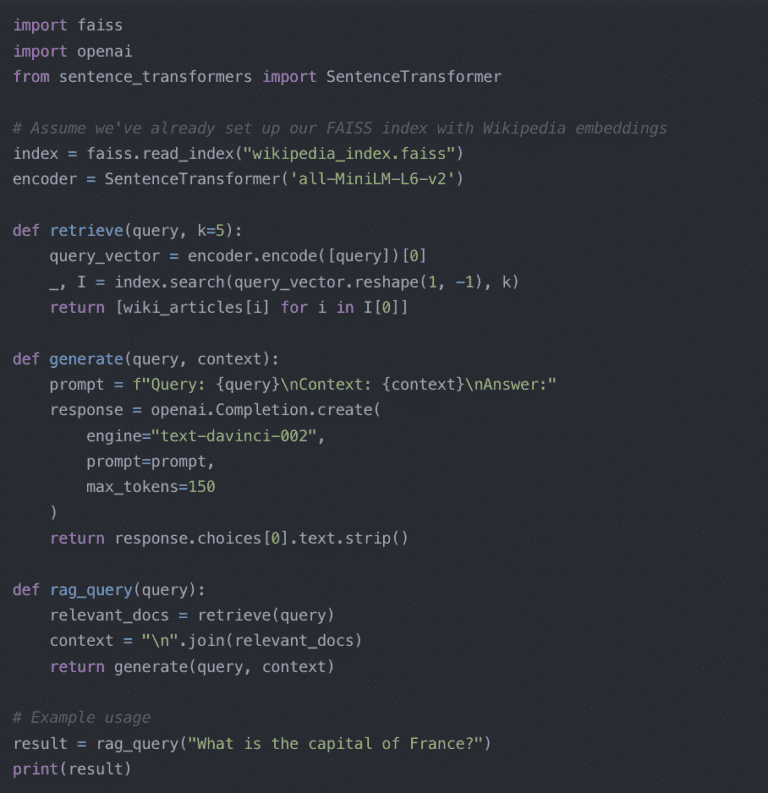 import faiss
import openai
from sentence_transformers import SentenceTransformer

# Assume we've already set up our FAISS index with Wikipedia embeddings
index = faiss.read_index("wikipedia_index.faiss")
encoder = SentenceTransformer('all-MiniLM-L6-v2')

def retrieve(query, k=5):
    query_vector = encoder.encode([query])[0]
    _, I = index.search(query_vector.reshape(1, -1), k)
    return [wiki_articles[i] for i in I[0]]

def generate(query, context):
    prompt = f"Query: {query}\nContext: {context}\nAnswer:"
    response = openai.Completion.create(
        engine="text-davinci-002",
        prompt=prompt,
        max_tokens=150
    )
    return response.choices[0].text.strip()

def rag_query(query):
    relevant_docs = retrieve(query)
    context = "\n".join(relevant_docs)
    return generate(query, context)

# Example usage
result = rag_query("What is the capital of France?")
print(result)